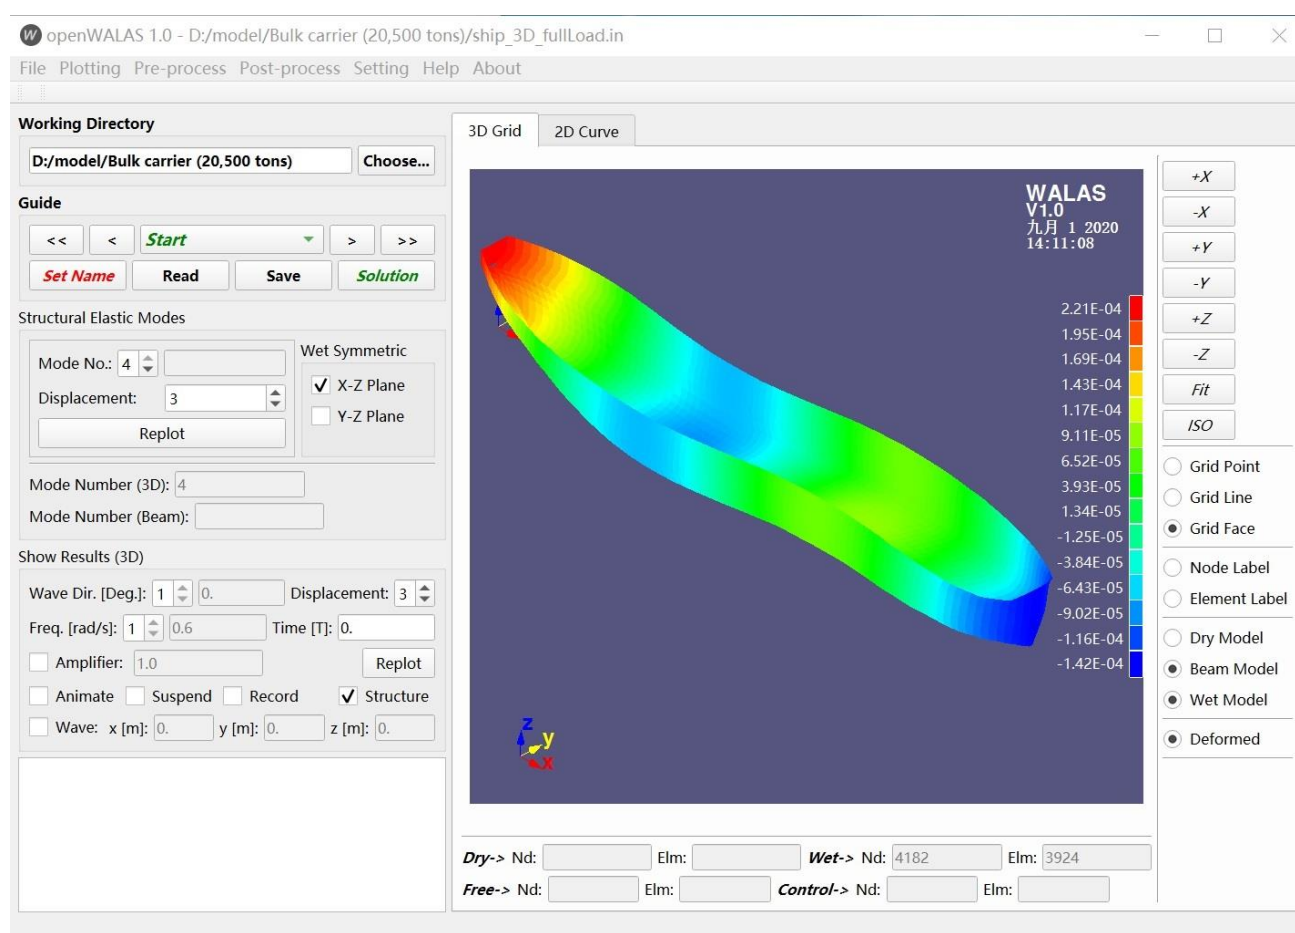 W openWALAS 1.0 - D:/model/Bulk carrier (20,500 tons)/ship_3D_fullLoad.in
File Plotting Pre-process Post-process Setting Help About
Working Directory
D:/model/Bulk carrier (20,500 tons) Choose...
Guide
<< < Start > >>
Set Name Read Save Solution
Structural Elastic Modes
Mode No.: 4
Displacement: 3
Replot
Wet Symmetric
X-Z Plane
Y-Z Plane
Mode Number (3D): 4
Mode Number (Beam):
Show Results (3D)
Wave Dir. [Deg.]: 1 0. Displacement: 3
Freq. [rad/s]: 1 0.6 Time [T]: 0.
Amplifier: 1.0 Replot
Animate Suspend Record Structure
Wave: x [m]: 0. y [m]: 0. z [m]: 0.
3D Grid 2D Curve
WALAS
V1.0
九月 1 2020
14:11:08
2.21E-04
1.95E-04
1.69E-04
1.43E-04
1.17E-04
9.11E-05
6.52E-05
3.93E-05
1.34E-05
-1.25E-05
-3.84E-05
-6.43E-05
-9.02E-05
-1.16E-04
-1.42E-04
z
y
x
+X
-X
+Y
-Y
+Z
-Z
Fit
ISO
Grid Point
Grid Line
Grid Face
Node Label
Element Label
Dry Model
Beam Model
Wet Model
Deformed
Dry-> Nd: Elm: Wet-> Nd: 4182 Elm: 3924
Free-> Nd: Elm: Control-> Nd: Elm: